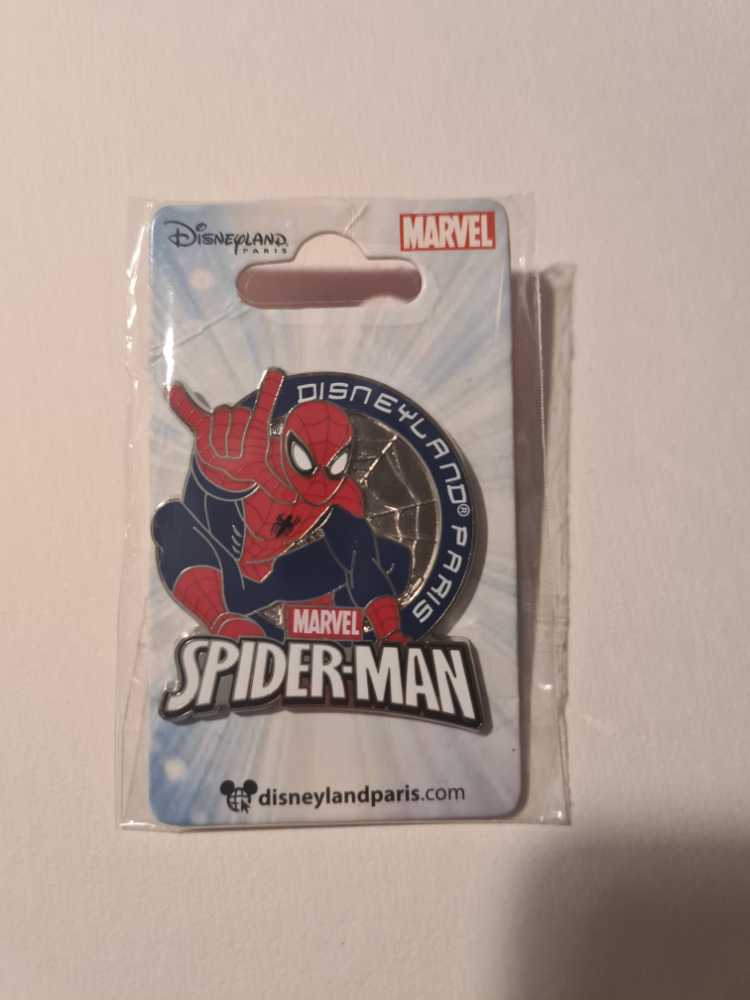 Disneyland
PARIS
MARVEL
DISNEYLAND® PARIS
MARVEL
SPIDER-MAN
disneylandparis.com